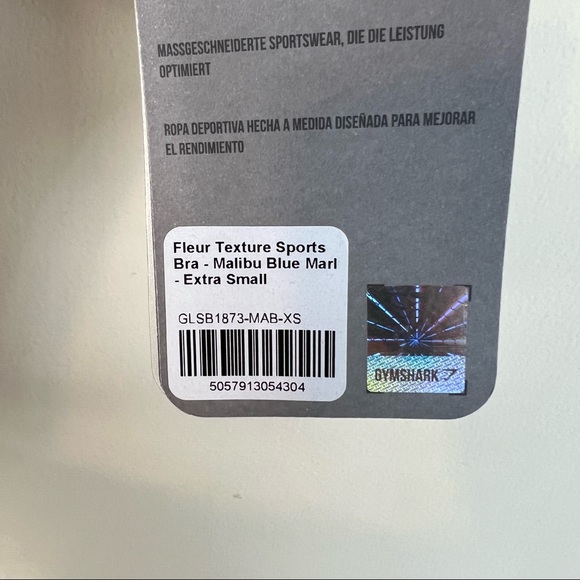 MASSGESCHNEIDERTE SPORTSWEAR, DIE DIE LEISTUNG
OPTIMIERT
ROPA DEPORTIVA HECHA A MEDIDA DISEÑADA PARA MEJORAR
EL RENDIMIENTO
Fleur Texture Sports
Bra - Malibu Blue Marl
- Extra Small
GLSB1873-MAB-XS
5057913054304
GYMSHARK